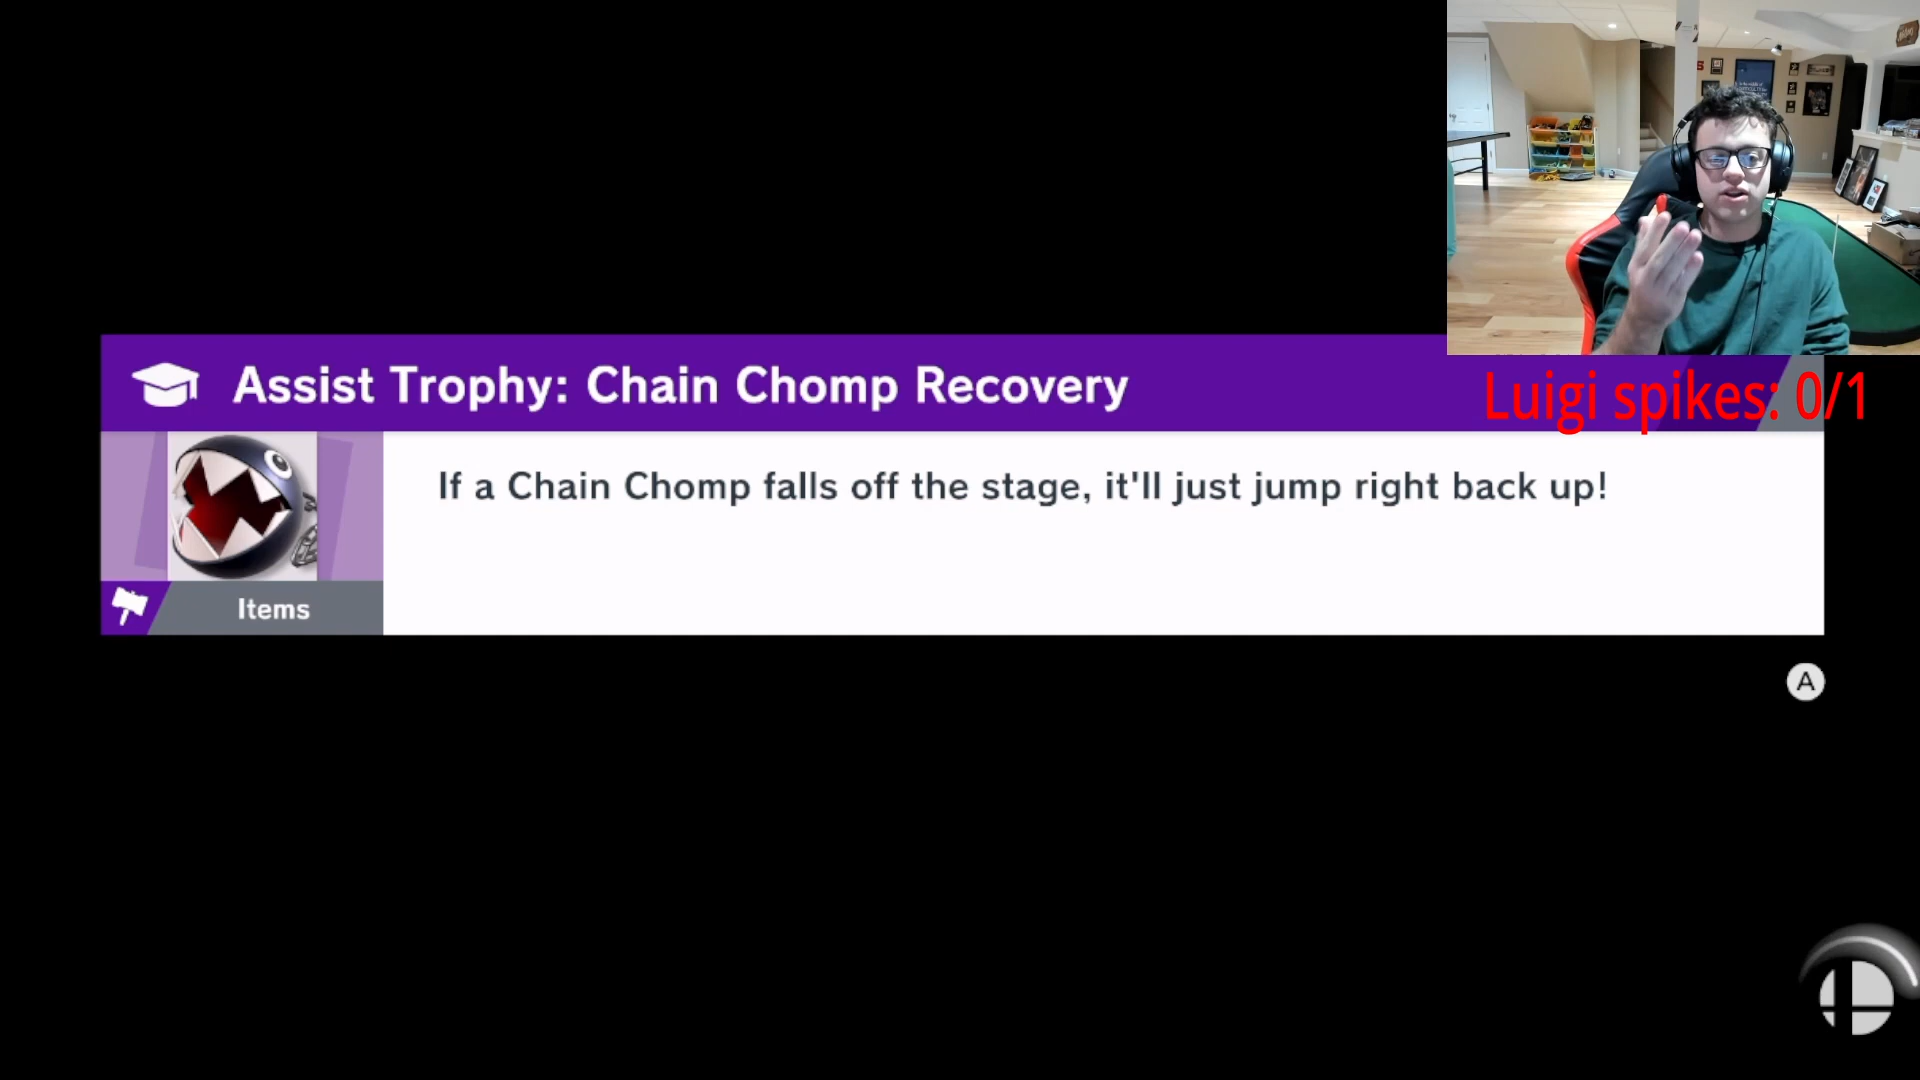 Assist Trophy: Chain Chomp Recovery
Luigi spikes: 0/1
If a Chain Chomp falls off the stage, it'll just jump right back up!
Items
A